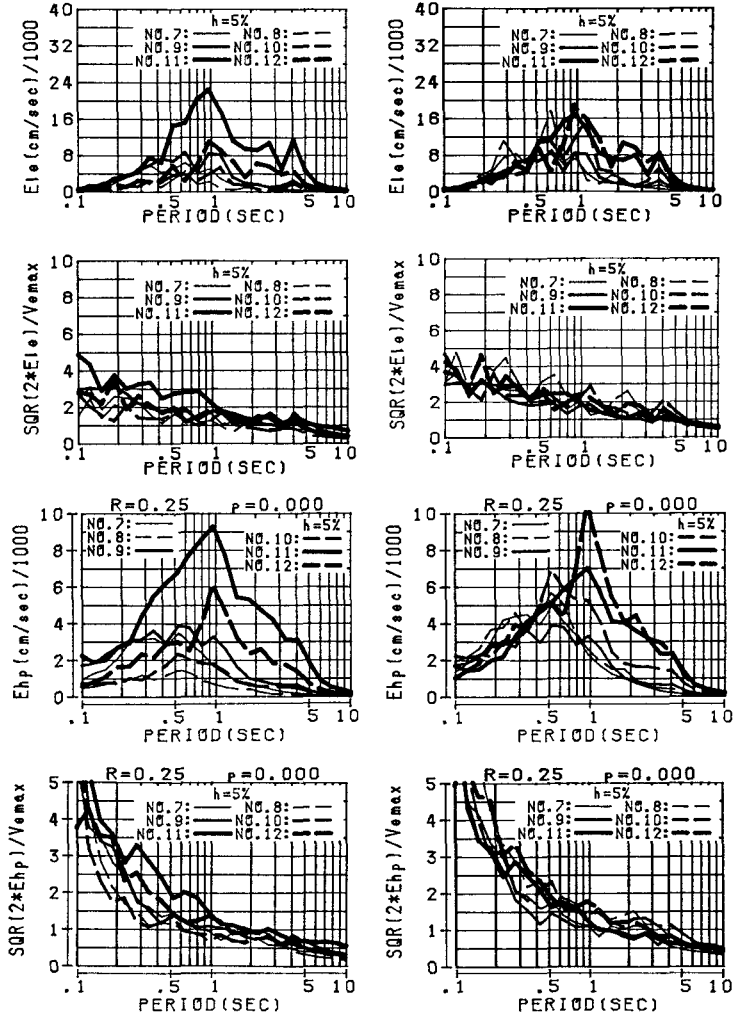 Ele(cm/sec)/1000
40
32
24
16
8
0
h=5%
NO.7: NO.8:
NO.9: NO.10:
NO.11: NO.12:
.1 .5 1 5 10
PERIOD(SEC)
Ele(cm/sec)/1000
40
32
24
16
8
0
h=5%
NO.7: NO.8:
NO.9: NO.10:
NO.11: NO.12:
.1 .5 1 5 10
PERIOD(SEC)
SQR(2*Ele)/Vemax
10
8
6
4
2
0
h=5%
NO.7: NO.8:
NO.9: NO.10:
NO.11: NO.12:
.1 .5 1 5 10
PERIOD(SEC)
SQR(2*Ele)/Vemax
10
8
6
4
2
0
h=5%
NO.7: NO.8:
NO.9: NO.10:
NO.11: NO.12:
.1 .5 1 5 10
PERIOD(SEC)
R=0.25 p=0.000
Ehp(cm/sec)/1000
10
8
6
4
2
0
NO.7:
NO.8:
NO.9:
h=5%
NO.10:
NO.11:
NO.12:
.1 .5 1 5 10
PERIOD(SEC)
R=0.25 p=0.000
Ehp(cm/sec)/1000
10
8
6
4
2
0
NO.7:
NO.8:
NO.9:
h=5%
NO.10:
NO.11:
NO.12:
.1 .5 1 5 10
PERIOD(SEC)
R=0.25 p=0.000
SQR(2*Ehp)/Vemax
5
4
3
2
1
0
h=5%
NO.7: NO.8:
NO.9: NO.10:
NO.11: NO.12:
.1 .5 1 5 10
PERIOD(SEC)
R=0.25 p=0.000
SQR(2*Ehp)/Vemax
5
4
3
2
1
0
h=5%
NO.7: NO.8:
NO.9: NO.10:
NO.11: NO.12:
.1 .5 1 5 10
PERIOD(SEC)